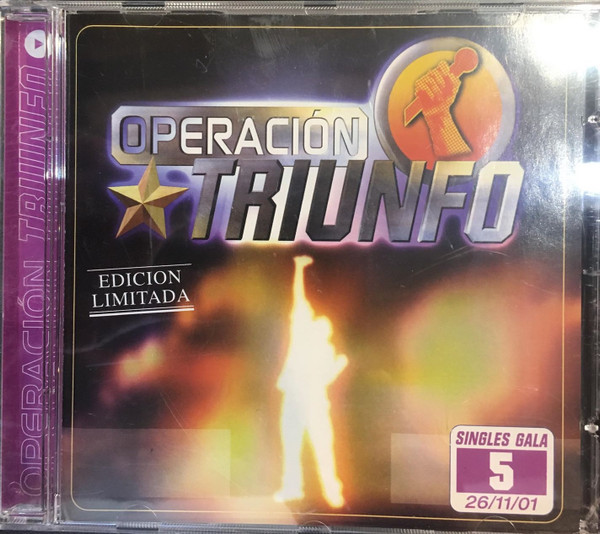 OPERACIÓN TRIUNFO
OPERACIÓN
TRIUNFO
EDICION
LIMITADA
SINGLES GALA
5
26/11/01